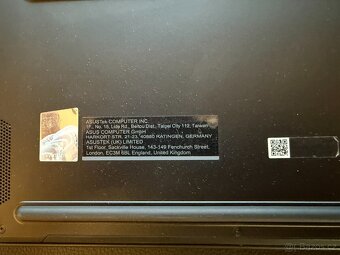 ASUSTek COMPUTER INC.
1F., No. 15, Lide Rd., Beitou Dist., Taipei City 112, Taiwan
ASUS COMPUTER GmbH
HARKORT STR. 21-23, 40880 RATINGEN, GERMANY
ASUSTEK (UK) LIMITED
1st Floor, Sackville House, 143-149 Fenchurch Street,
London, EC3M 6BL England, United Kingdom